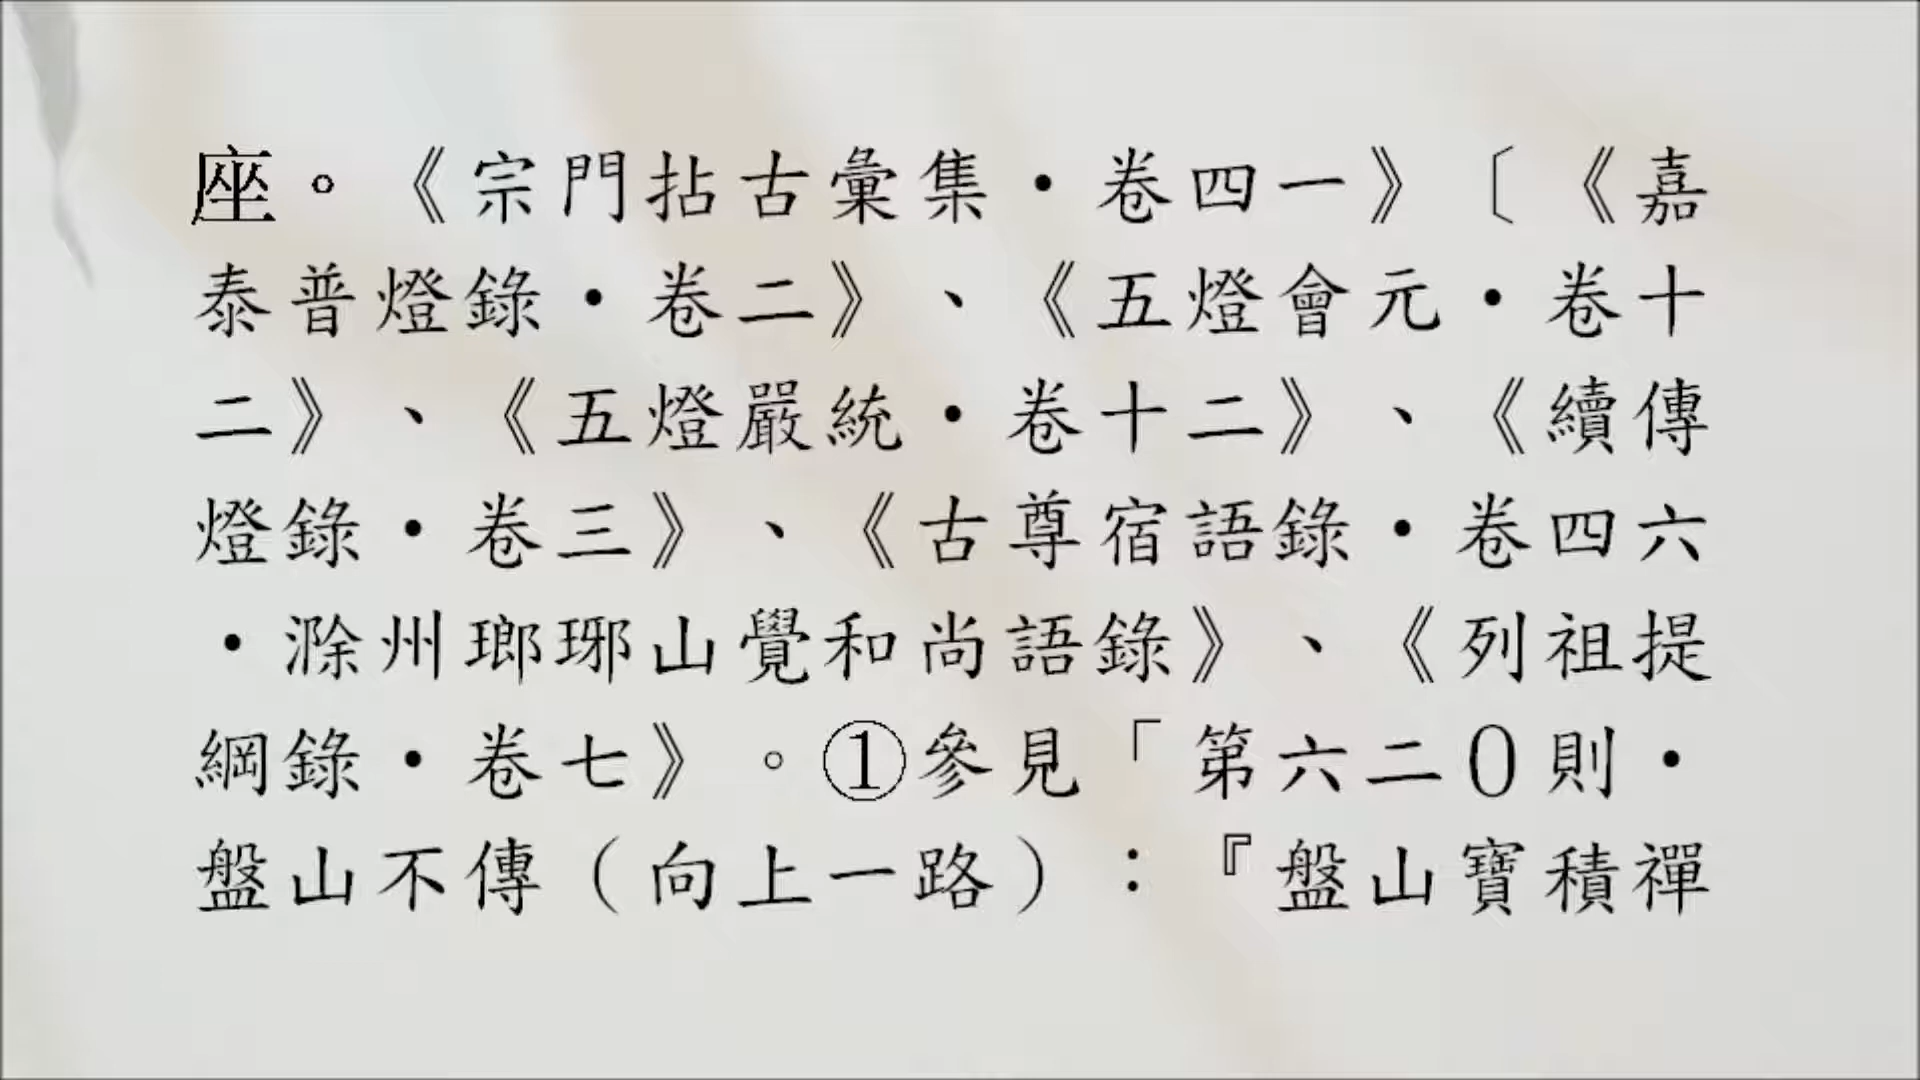 座。《宗門拈古彙集・卷四一》〔《嘉
泰普燈錄・卷二》、《五燈會元・卷十
二》、《五燈嚴統・卷十二》、《續傳
燈錄・卷三》、《古尊宿語錄・卷四六
・滁州瑯琊山覺和尚語錄》、《列祖提
綱錄・卷七》。①參見「第六二0則・
盤山不傳（向上一路）：『盤山寶積禪